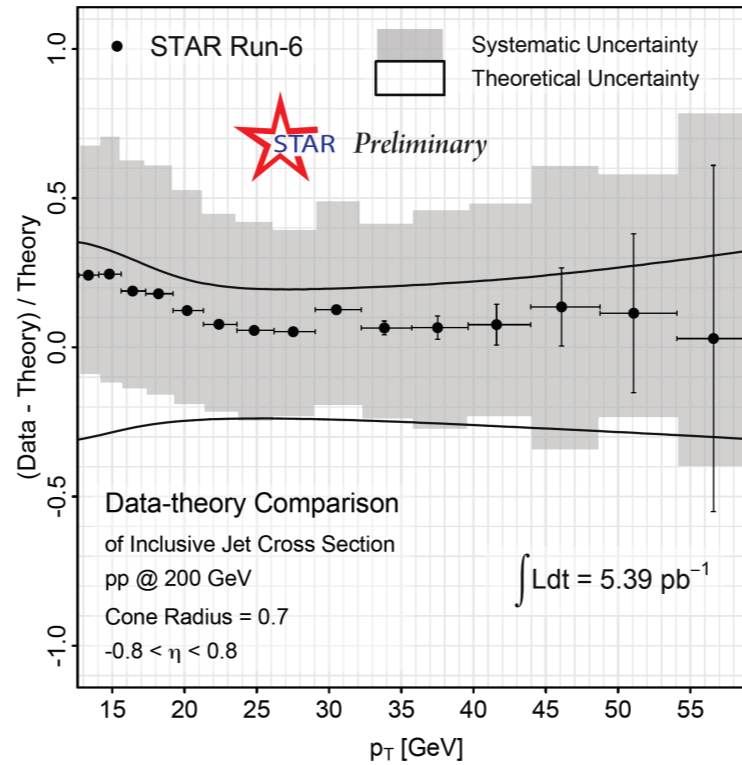 STAR Run-6
Systematic Uncertainty
Theoretical Uncertainty
STAR Preliminary
(Data - Theory) / Theory
1.0
0.5
0.0
-0.5
-1.0
Data-theory Comparison
of Inclusive Jet Cross Section
pp @ 200 GeV
Cone Radius = 0.7
-0.8 < η < 0.8
∫Ldt = 5.39 pb⁻¹
15 20 25 30 35 40 45 50 55
pT [GeV]